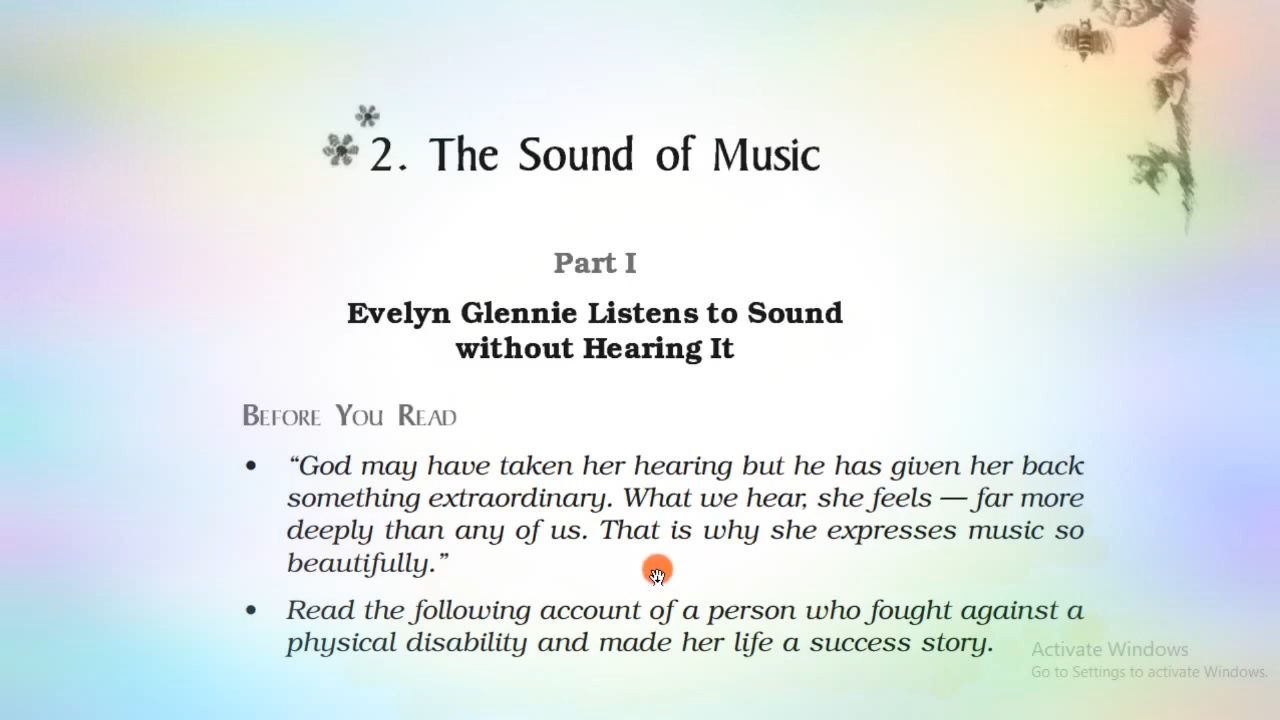 2. The Sound of Music
Part I
Evelyn Glennie Listens to Sound
without Hearing It
BEFORE YOU READ
• “God may have taken her hearing but he has given her back
something extraordinary. What we hear, she feels — far more
deeply than any of us. That is why she expresses music so
beautifully.”
• Read the following account of a person who fought against a
physical disability and made her life a success story.
Activate Windows
Go to Settings to activate Windows.